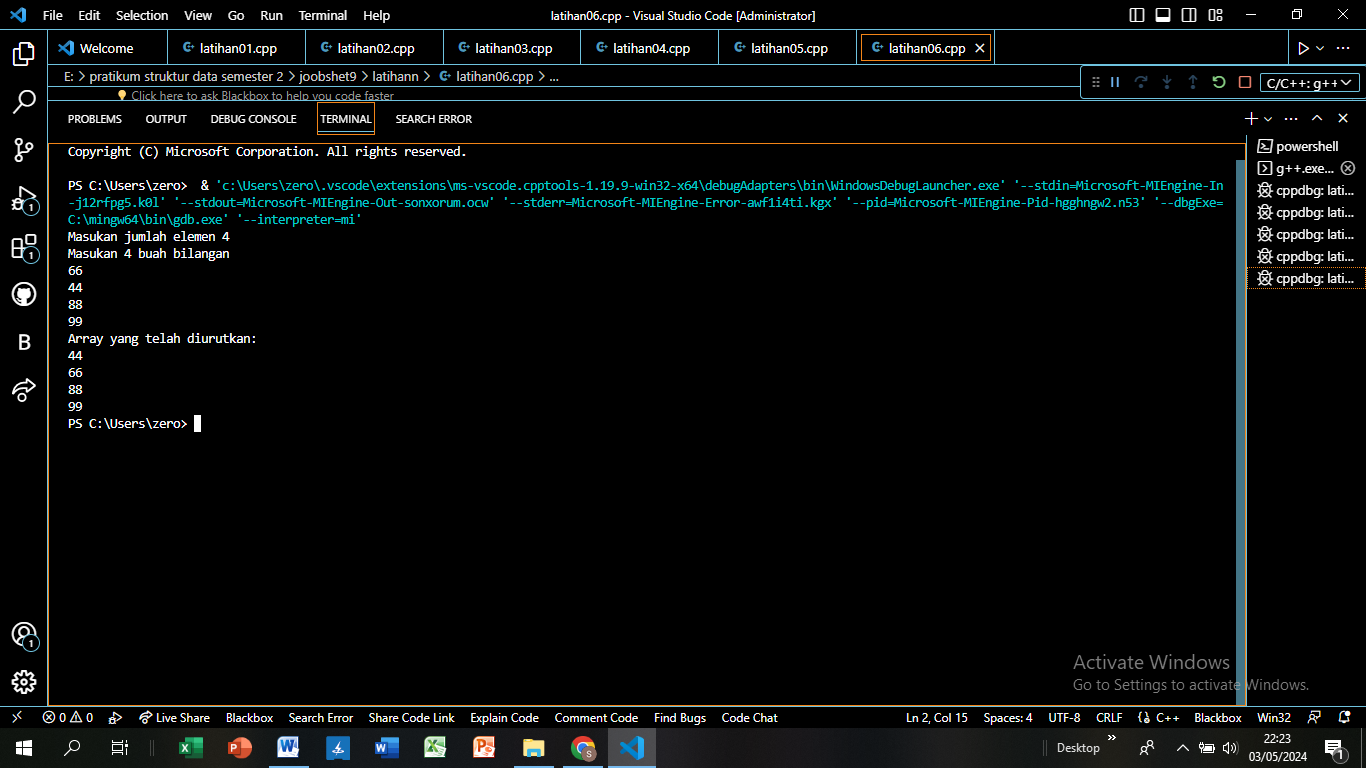 File Edit Selection View Go Run Terminal Help latihan06.cpp - Visual Studio Code [Administrator]
Welcome latihan01.cpp latihan02.cpp latihan03.cpp latihan04.cpp latihan05.cpp latihan06.cpp
E: > pratikum struktur data semester 2 > joobshet9 > latihann > latihan06.cpp > ...
C/C++: g++
Click here to ask Blackbox to help you code faster
PROBLEMS OUTPUT DEBUG CONSOLE TERMINAL SEARCH ERROR
Copyright (C) Microsoft Corporation. All rights reserved.
PS C:\Users\zero>  & 'c:\Users\zero\.vscode\extensions\ms-vscode.cpptools-1.19.9-win32-x64\debugAdapters\bin\WindowsDebugLauncher.exe' '--stdin=Microsoft-MIEngine-In
-j12rfpg5.k0l' '--stdout=Microsoft-MIEngine-Out-sonxorum.ocw' '--stderr=Microsoft-MIEngine-Error-awf1i4ti.kgx' '--pid=Microsoft-MIEngine-Pid-hgghngw2.n53' '--dbgExe=
C:\mingw64\bin\gdb.exe' '--interpreter=mi'
Masukan jumlah elemen 4
Masukan 4 buah bilangan
66
44
88
99
Array yang telah diurutkan:
44
66
88
99
PS C:\Users\zero>
powershell
g++.exe...
cppdbg: lati...
cppdbg: lati...
cppdbg: lati...
cppdbg: lati...
cppdbg: lati...
B
1
1
1
Activate Windows
Go to Settings to activate Windows.
0 0 Live Share Blackbox Search Error Share Code Link Explain Code Comment Code Find Bugs Code Chat Ln 2, Col 15 Spaces: 4 UTF-8 CRLF C++ Blackbox Win32
Desktop 22:23
03/05/2024
1